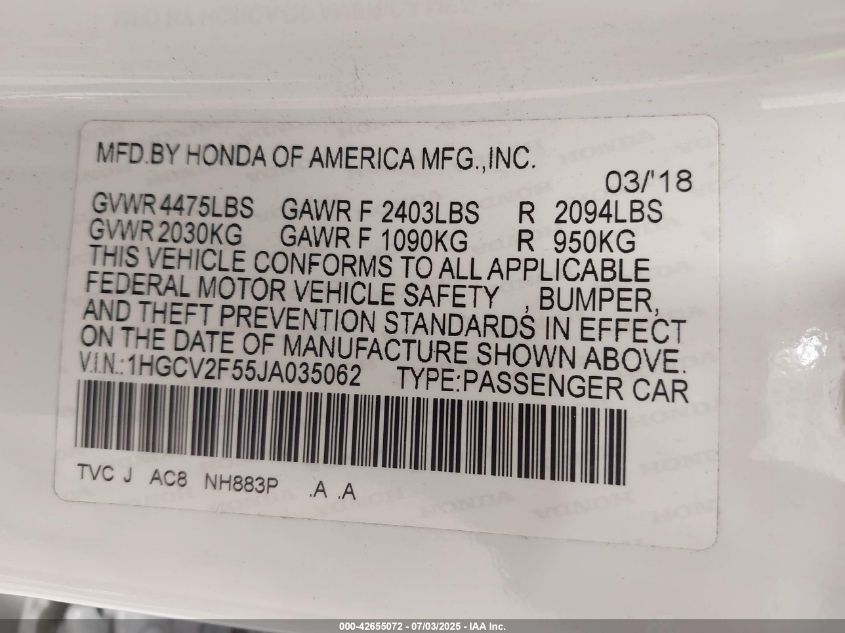 MFD.BY HONDA OF AMERICA MFG.,INC.
03/'18
GVWR 4475LBS GAWR F 2403LBS R 2094LBS
GVWR 2030KG GAWR F 1090KG R 950KG
THIS VEHICLE CONFORMS TO ALL APPLICABLE
FEDERAL MOTOR VEHICLE SAFETY , BUMPER,
AND THEFT PREVENTION STANDARDS IN EFFECT
ON THE DATE OF MANUFACTURE SHOWN ABOVE.
V.I.N.:1HGCV2F55JA035062 TYPE:PASSENGER CAR
TVC J AC8 NH883P .A .A
000-42655072 - 07/03/2025 - IAA Inc.